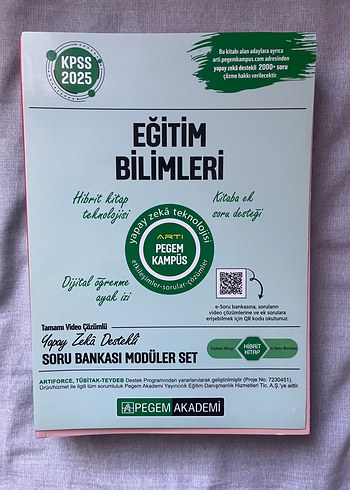 KPSS
2025
Bu kitabı alan adaylara ayrıca
arti.pegemkampus.com adresinden
yapay zekâ destekli 2000+ soru
çözme hakkı verilecektir.
EĞİTİM
BİLİMLERİ
Hibrit kitap
teknolojisi
Kitaba ek
soru desteği
yapay zekâ teknolojisi
ARTI
PEGEM
KAMPÜS
etkileşimler-sorular-çözümler
Dijital öğrenme
ayak izi
e-Soru bankasına, soruların
video çözümlerine ve ek sorulara
erişebilmek için QR kodu okutunuz.
Tamamı Video Çözümlü
Yapay Zekâ Destekli
SORU BANKASI MODÜLER SET
HİBRİT
KİTAP
e-Soru Bankası
ARTIFORCE, TÜBİTAK-TEYDEB Destek Programından yararlanılarak geliştirilmiştir (Proje No: 7230451).
Ürün/hizmet ile ilgili tüm sorumluluk Pegem Akademi Yayıncılık Eğitim Danışmanlık Hizmetleri Tic. A.Ş.'ye aittir.
PEGEM AKADEMİ